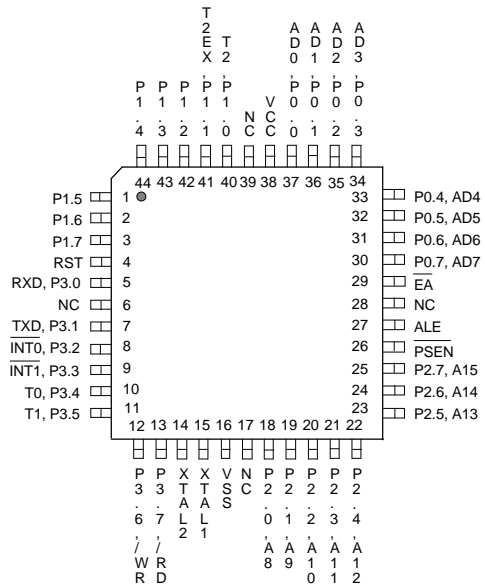 P1.4
P1.3
P1.2
T2EX, P1.1
T2, P1.0
NC
VCC
AD0, P0.0
AD1, P0.1
AD2, P0.2
AD3, P0.3
44 43 42 41 40 39 38 37 36 35 34
P1.5 1
P1.6 2
P1.7 3
RST 4
RXD, P3.0 5
NC 6
TXD, P3.1 7
INT0, P3.2 8
INT1, P3.3 9
T0, P3.4 10
T1, P3.5 11
33 P0.4, AD4
32 P0.5, AD5
31 P0.6, AD6
30 P0.7, AD7
29 EA
28 NC
27 ALE
26 PSEN
25 P2.7, A15
24 P2.6, A14
23 P2.5, A13
12 13 14 15 16 17 18 19 20 21 22
P3.6, /WR
P3.7, /RD
XTAL2
XTAL1
VSS
NC
P2.0, A8
P2.1, A9
P2.2, A10
P2.3, A11
P2.4, A12